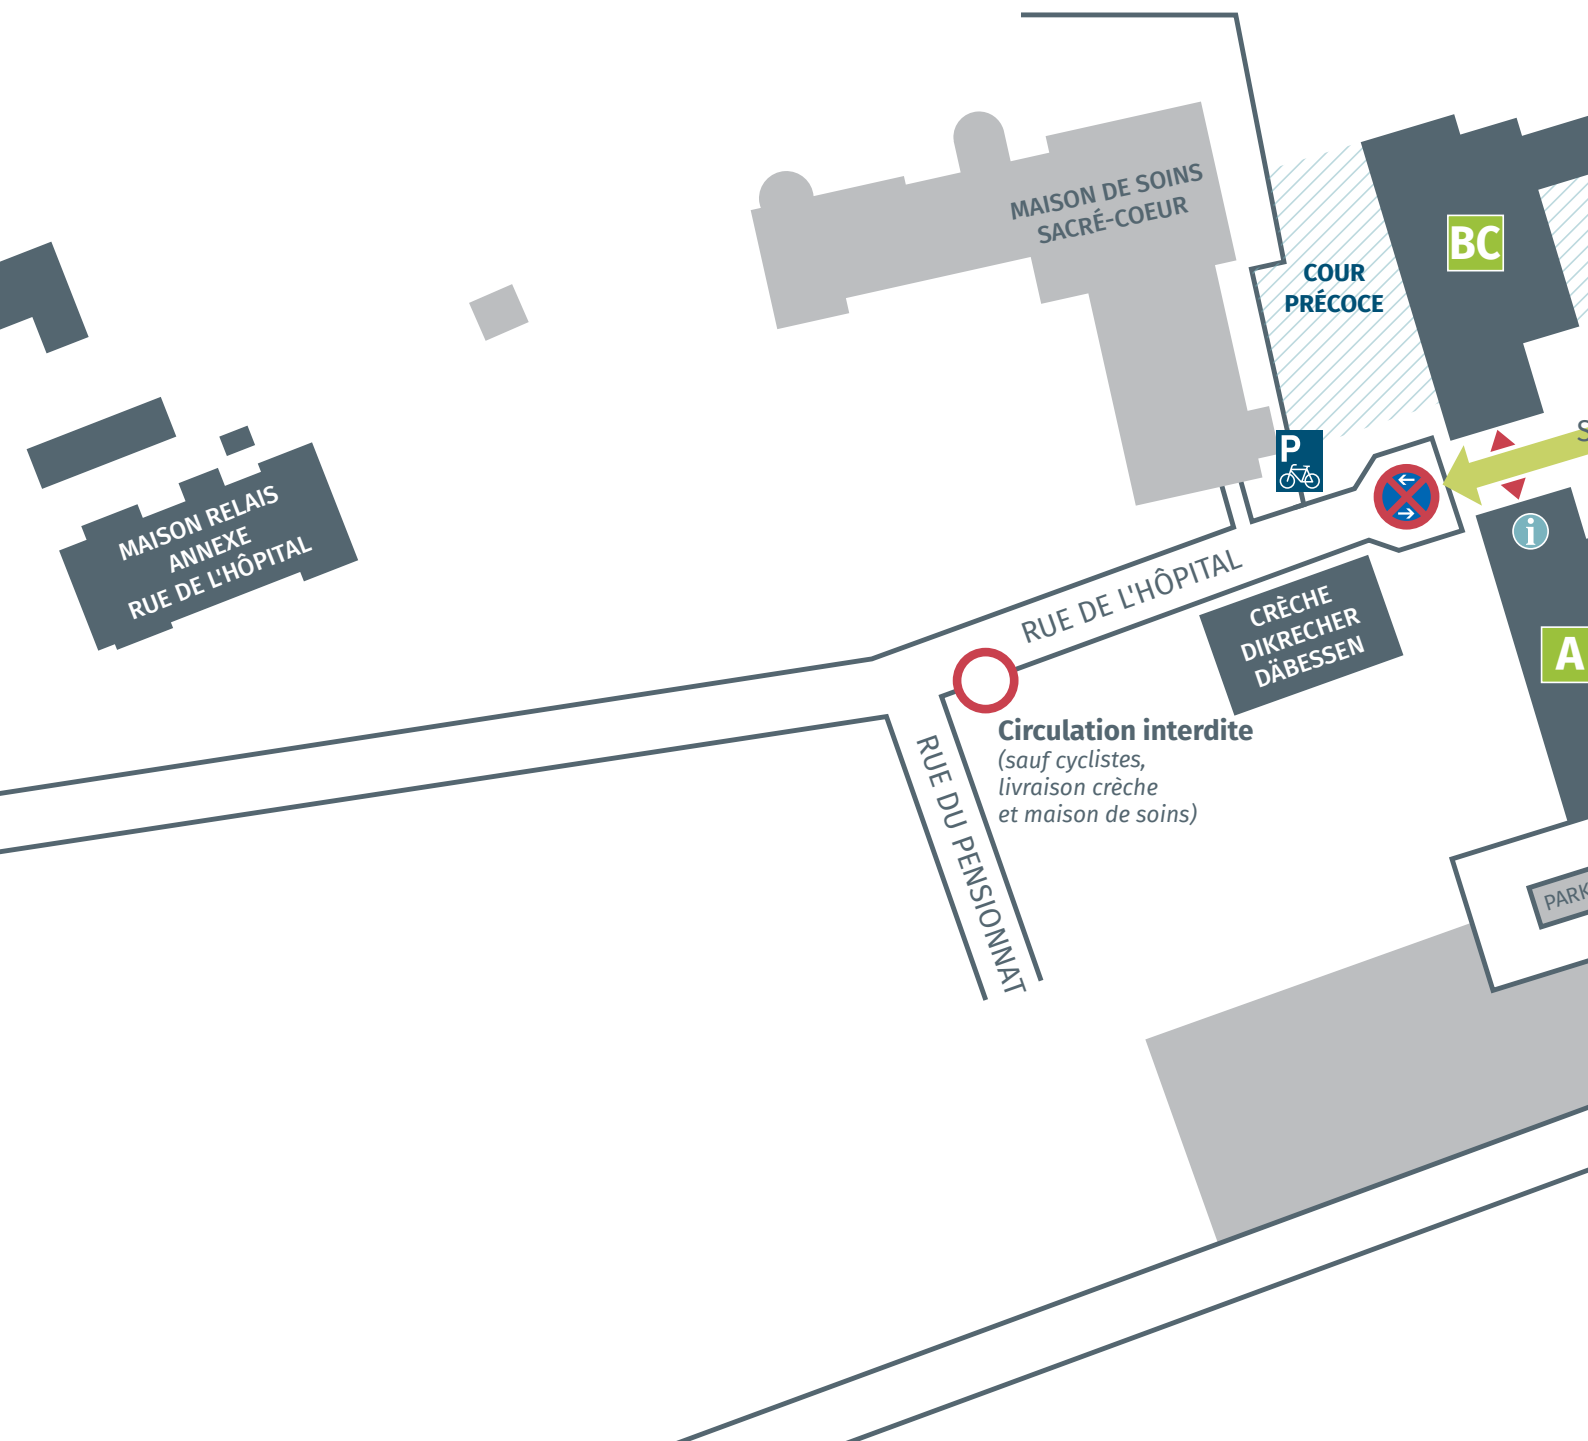 MAISON DE SOINS
SACRÉ-COEUR
BC
COUR
PRÉCOCE
P
MAISON RELAIS
ANNEXE
RUE DE L'HÔPITAL
i
RUE DE L'HÔPITAL
CRÈCHE
DIKRECHER
DÄBESSEN
A
Circulation interdite
(sauf cyclistes,
livraison crèche
et maison de soins)
RUE DU PENSIONNAT